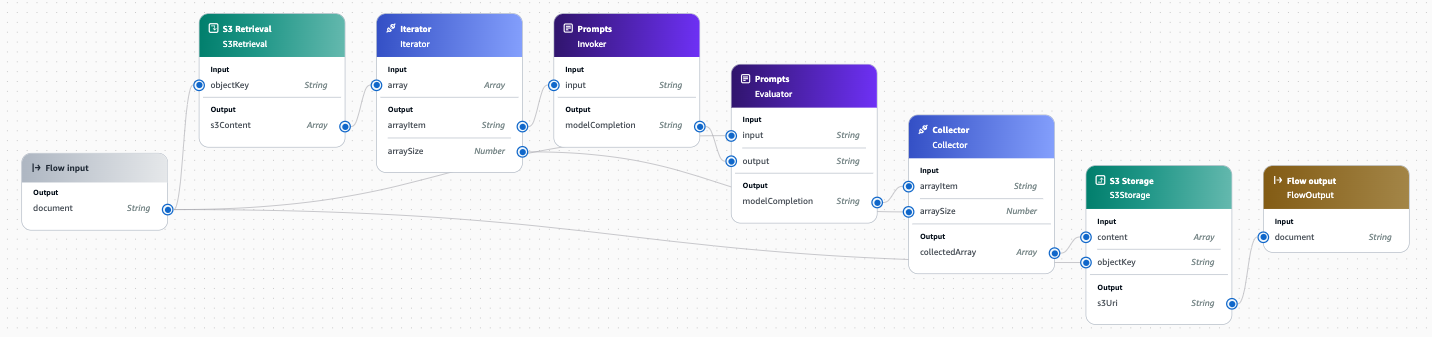 Flow input
Output
document String
S3 Retrieval
S3Retrieval
Input
objectKey String
Output
s3Content Array
Iterator
Iterator
Input
array Array
Output
arrayItem String
arraySize Number
Prompts
Invoker
Input
input String
Output
modelCompletion String
Prompts
Evaluator
Input
input String
output String
Output
modelCompletion String
Collector
Collector
Input
arrayItem String
arraySize Number
Output
collectedArray Array
S3 Storage
S3Storage
Input
content Array
objectKey String
Output
s3Uri String
Flow output
FlowOutput
Input
document String